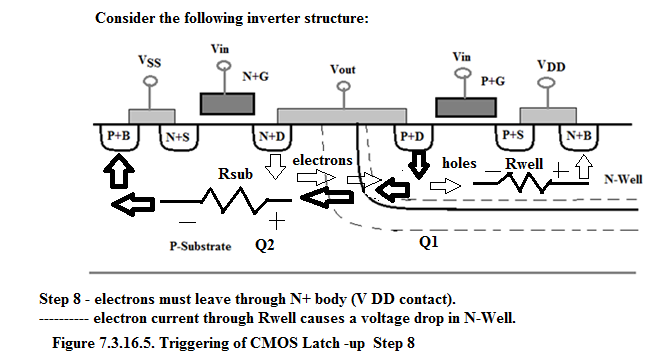 Consider the following inverter structure:
Vin
Vin
VSS
Vout
VDD
N+G
P+G
P+B
N+S
N+D
P+D
P+S
N+B
electrons
holes
Rwell
Rsub
− +
N-Well
− +
P-Substrate
Q2
Q1
Step 8 - electrons must leave through N+ body (V DD contact).
---------- electron current through Rwell causes a voltage drop in N-Well.
Figure 7.3.16.5. Triggering of CMOS Latch -up Step 8